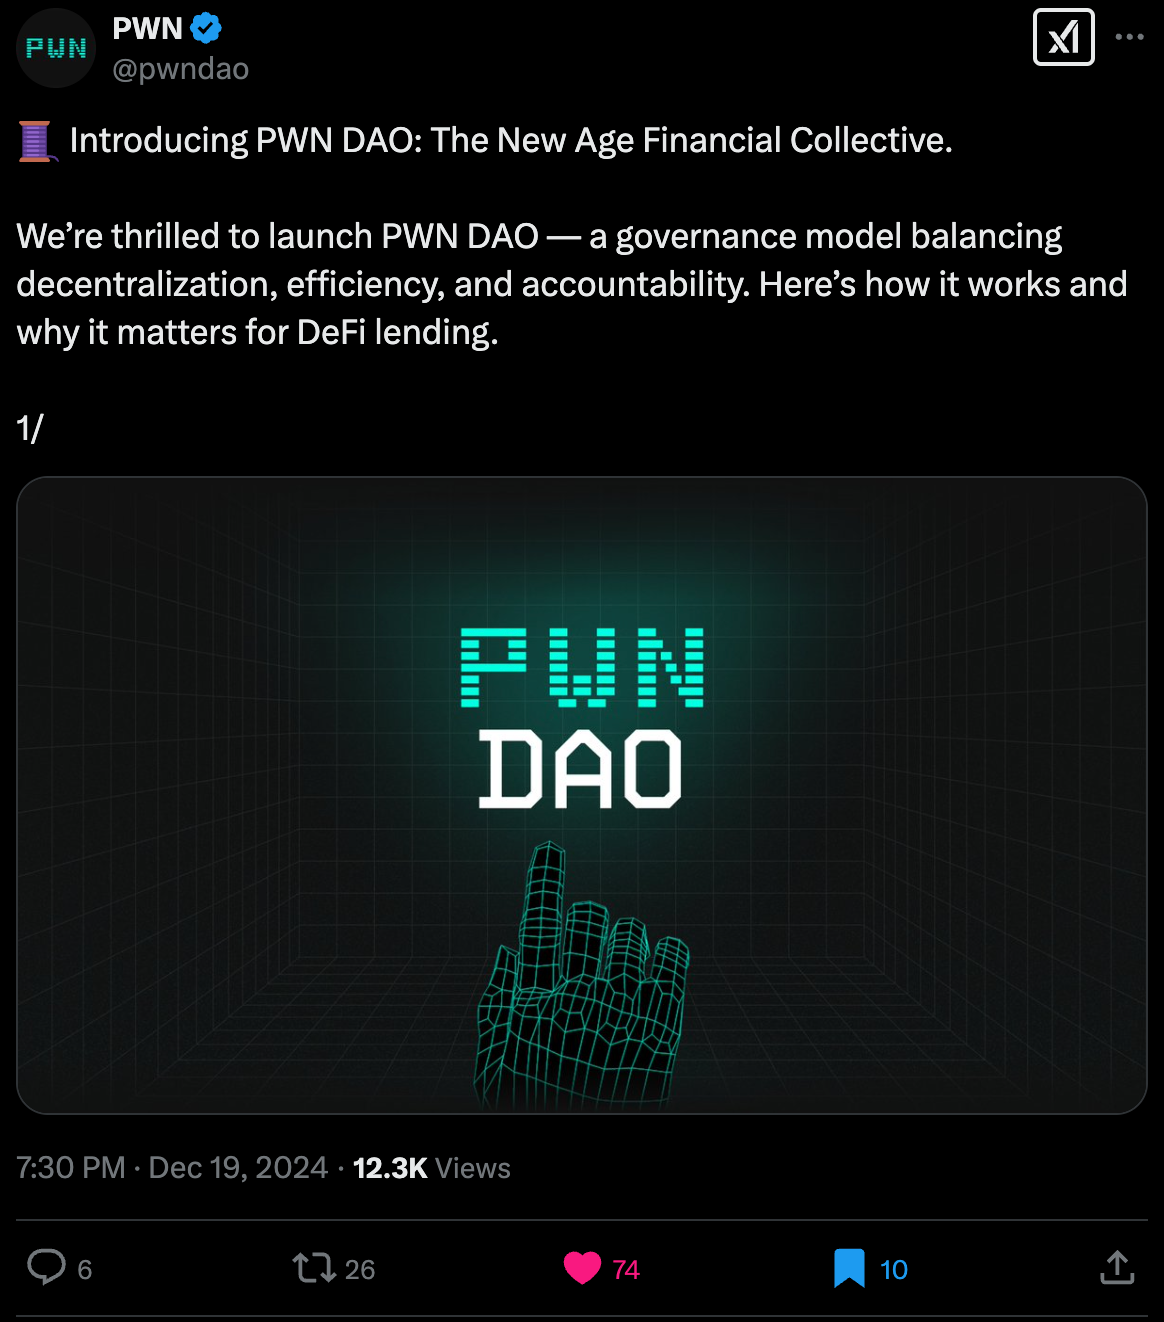 PWN
PWN
@pwndao
Introducing PWN DAO: The New Age Financial Collective.
We’re thrilled to launch PWN DAO — a governance model balancing
decentralization, efficiency, and accountability. Here’s how it works and
why it matters for DeFi lending.
1/
PWN
DAO
7:30 PM · Dec 19, 2024 · 12.3K Views
6 26 74 10